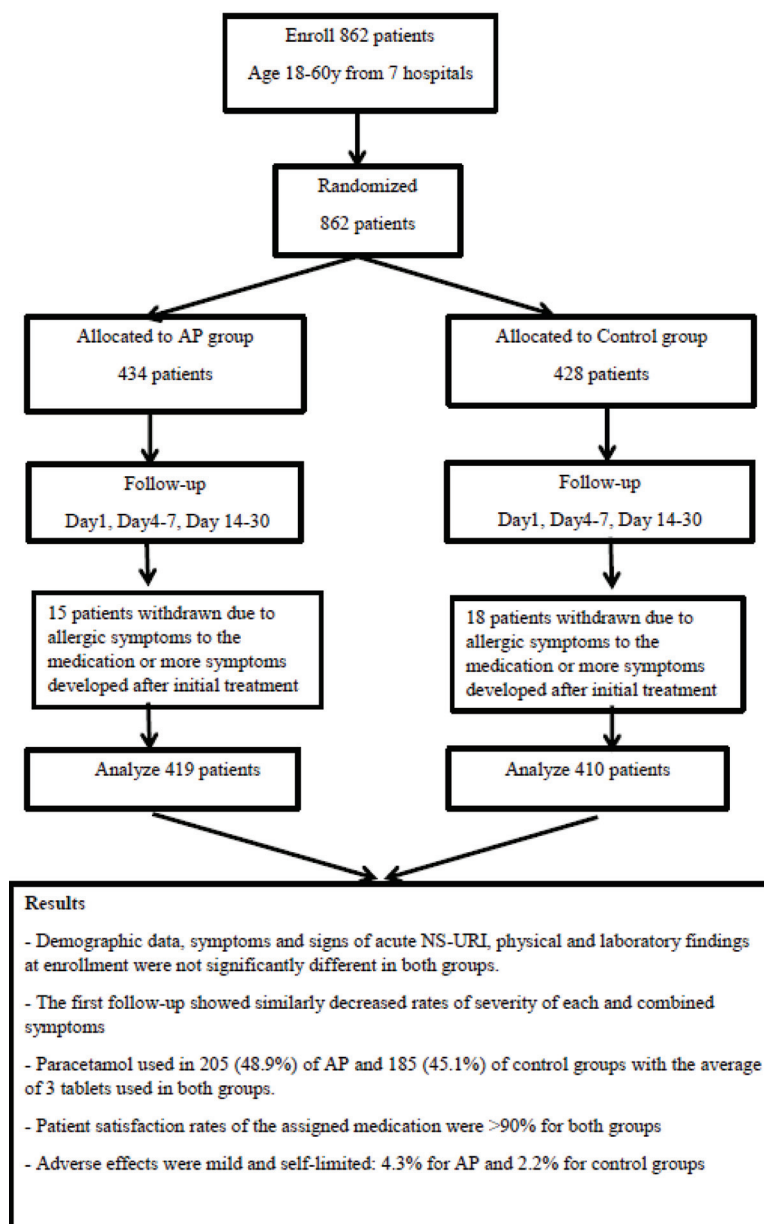 Enroll 862 patients
Age 18-60y from 7 hospitals
Randomized
862 patients
Allocated to AP group
434 patients
Allocated to Control group
428 patients
Follow-up
Day1, Day4-7, Day 14-30
Follow-up
Day1, Day4-7, Day 14-30
15 patients withdrawn due to
allergic symptoms to the
medication or more symptoms
developed after initial treatment
18 patients withdrawn due to
allergic symptoms to the
medication or more symptoms
developed after initial treatment
Analyze 419 patients
Analyze 410 patients
Results
- Demographic data, symptoms and signs of acute NS-URI, physical and laboratory findings
at enrollment were not significantly different in both groups.
- The first follow-up showed similarly decreased rates of severity of each and combined
symptoms
- Paracetamol used in 205 (48.9%) of AP and 185 (45.1%) of control groups with the average
of 3 tablets used in both groups.
- Patient satisfaction rates of the assigned medication were >90% for both groups
- Adverse effects were mild and self-limited: 4.3% for AP and 2.2% for control groups